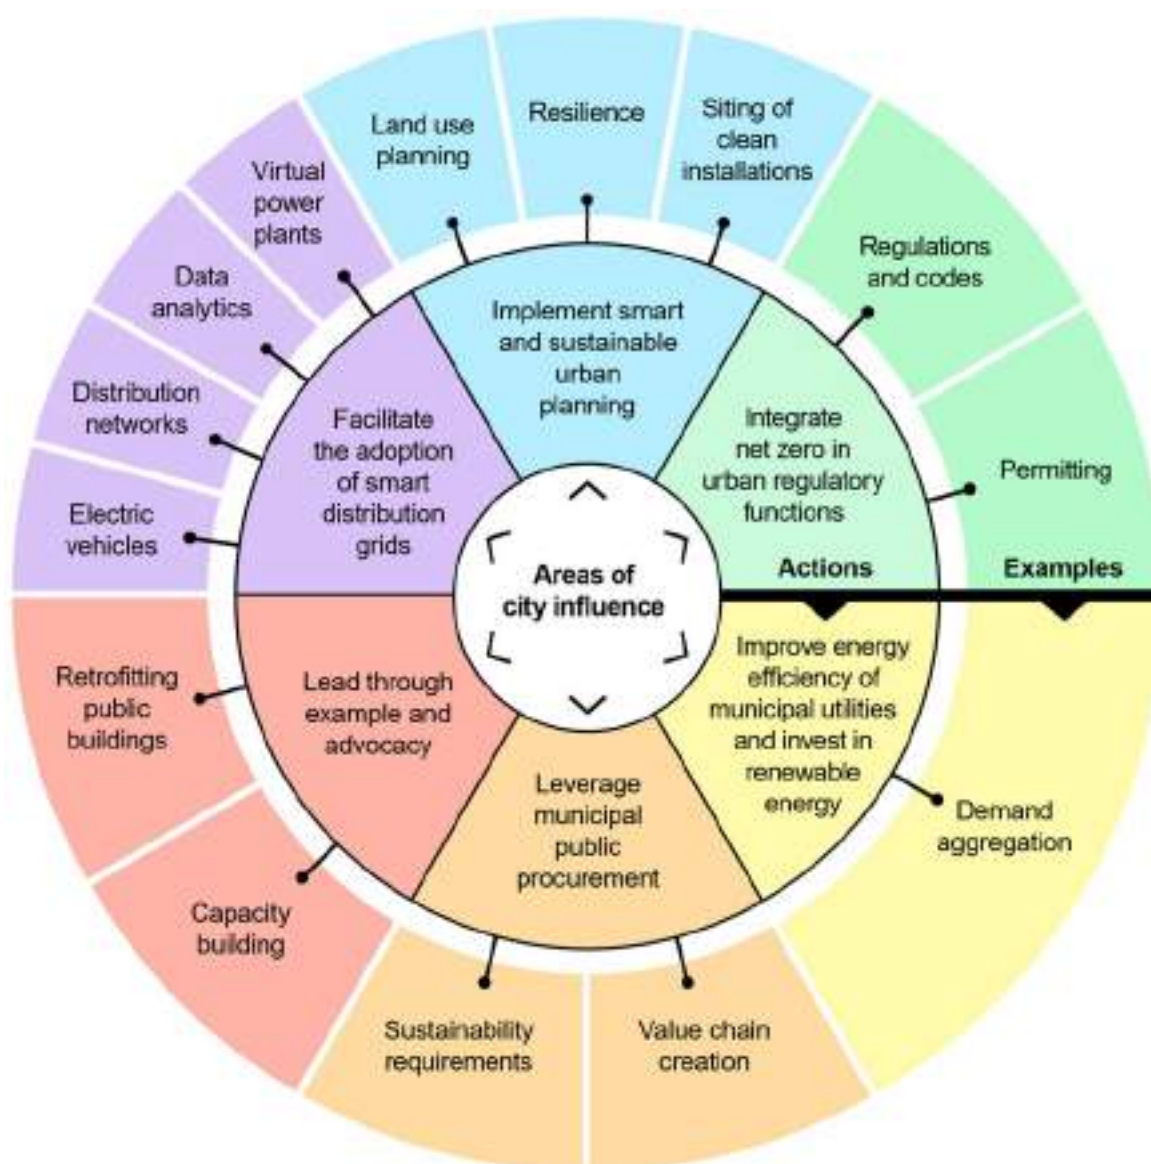 Land use
planning
Resilience
Siting of
clean
installations
Virtual
power
plants
Regulations
and codes
Data
analytics
Implement smart
and sustainable
urban
planning
Distribution
networks
Facilitate
the adoption
of smart
distribution
grids
Integrate
net zero in
urban regulatory
functions
Permitting
Electric
vehicles
Areas of
city influence
Actions
Examples
Retrofitting
public
buildings
Lead through
example and
advocacy
Improve energy
efficiency of
municipal utilities
and invest in
renewable
energy
Leverage
municipal
public
procurement
Demand
aggregation
Capacity
building
Sustainability
requirements
Value chain
creation